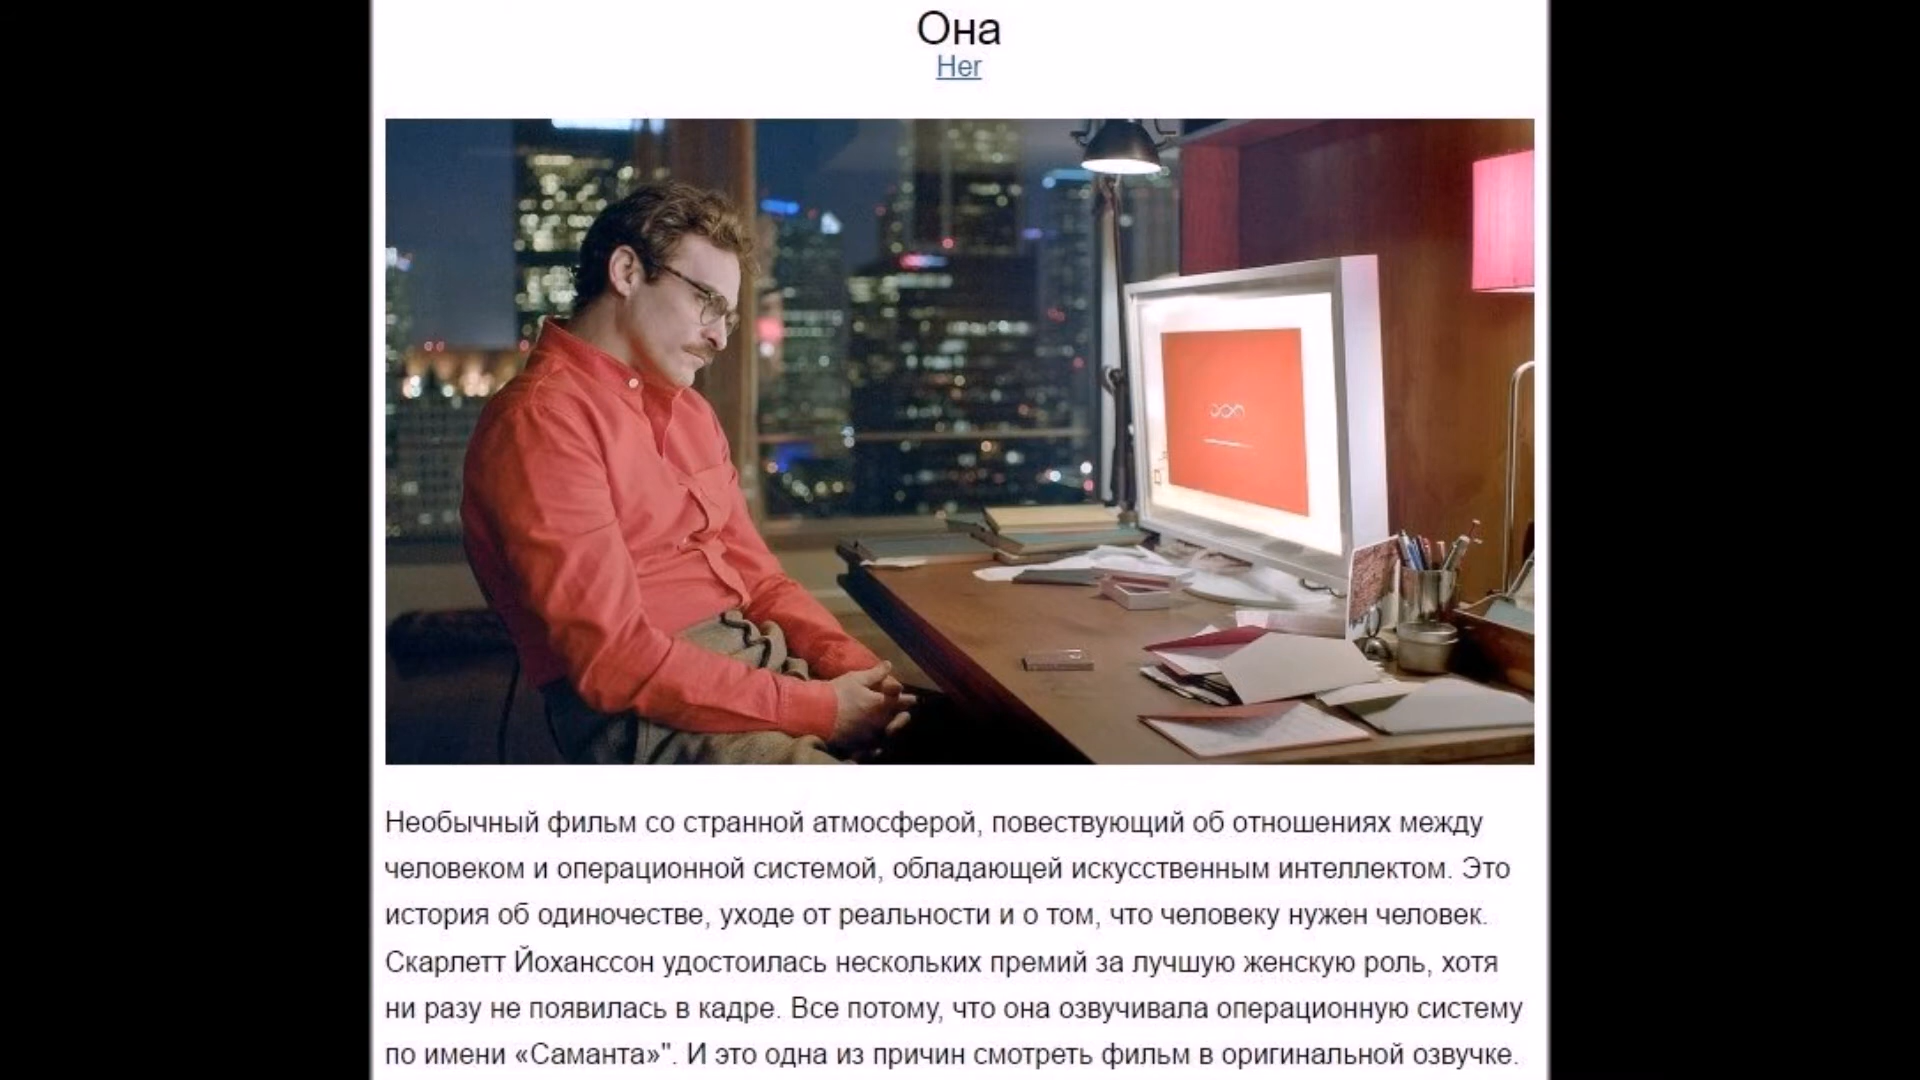 Она
Her
Необычный фильм со странной атмосферой, повествующий об отношениях между
человеком и операционной системой, обладающей искусственным интеллектом. Это
история об одиночестве, уходе от реальности и о том, что человеку нужен человек.
Скарлетт Йоханссон удостоилась нескольких премий за лучшую женскую роль, хотя
ни разу не появилась в кадре. Все потому, что она озвучивала операционную систему
по имени «Саманта»". И это одна из причин смотреть фильм в оригинальной озвучке.